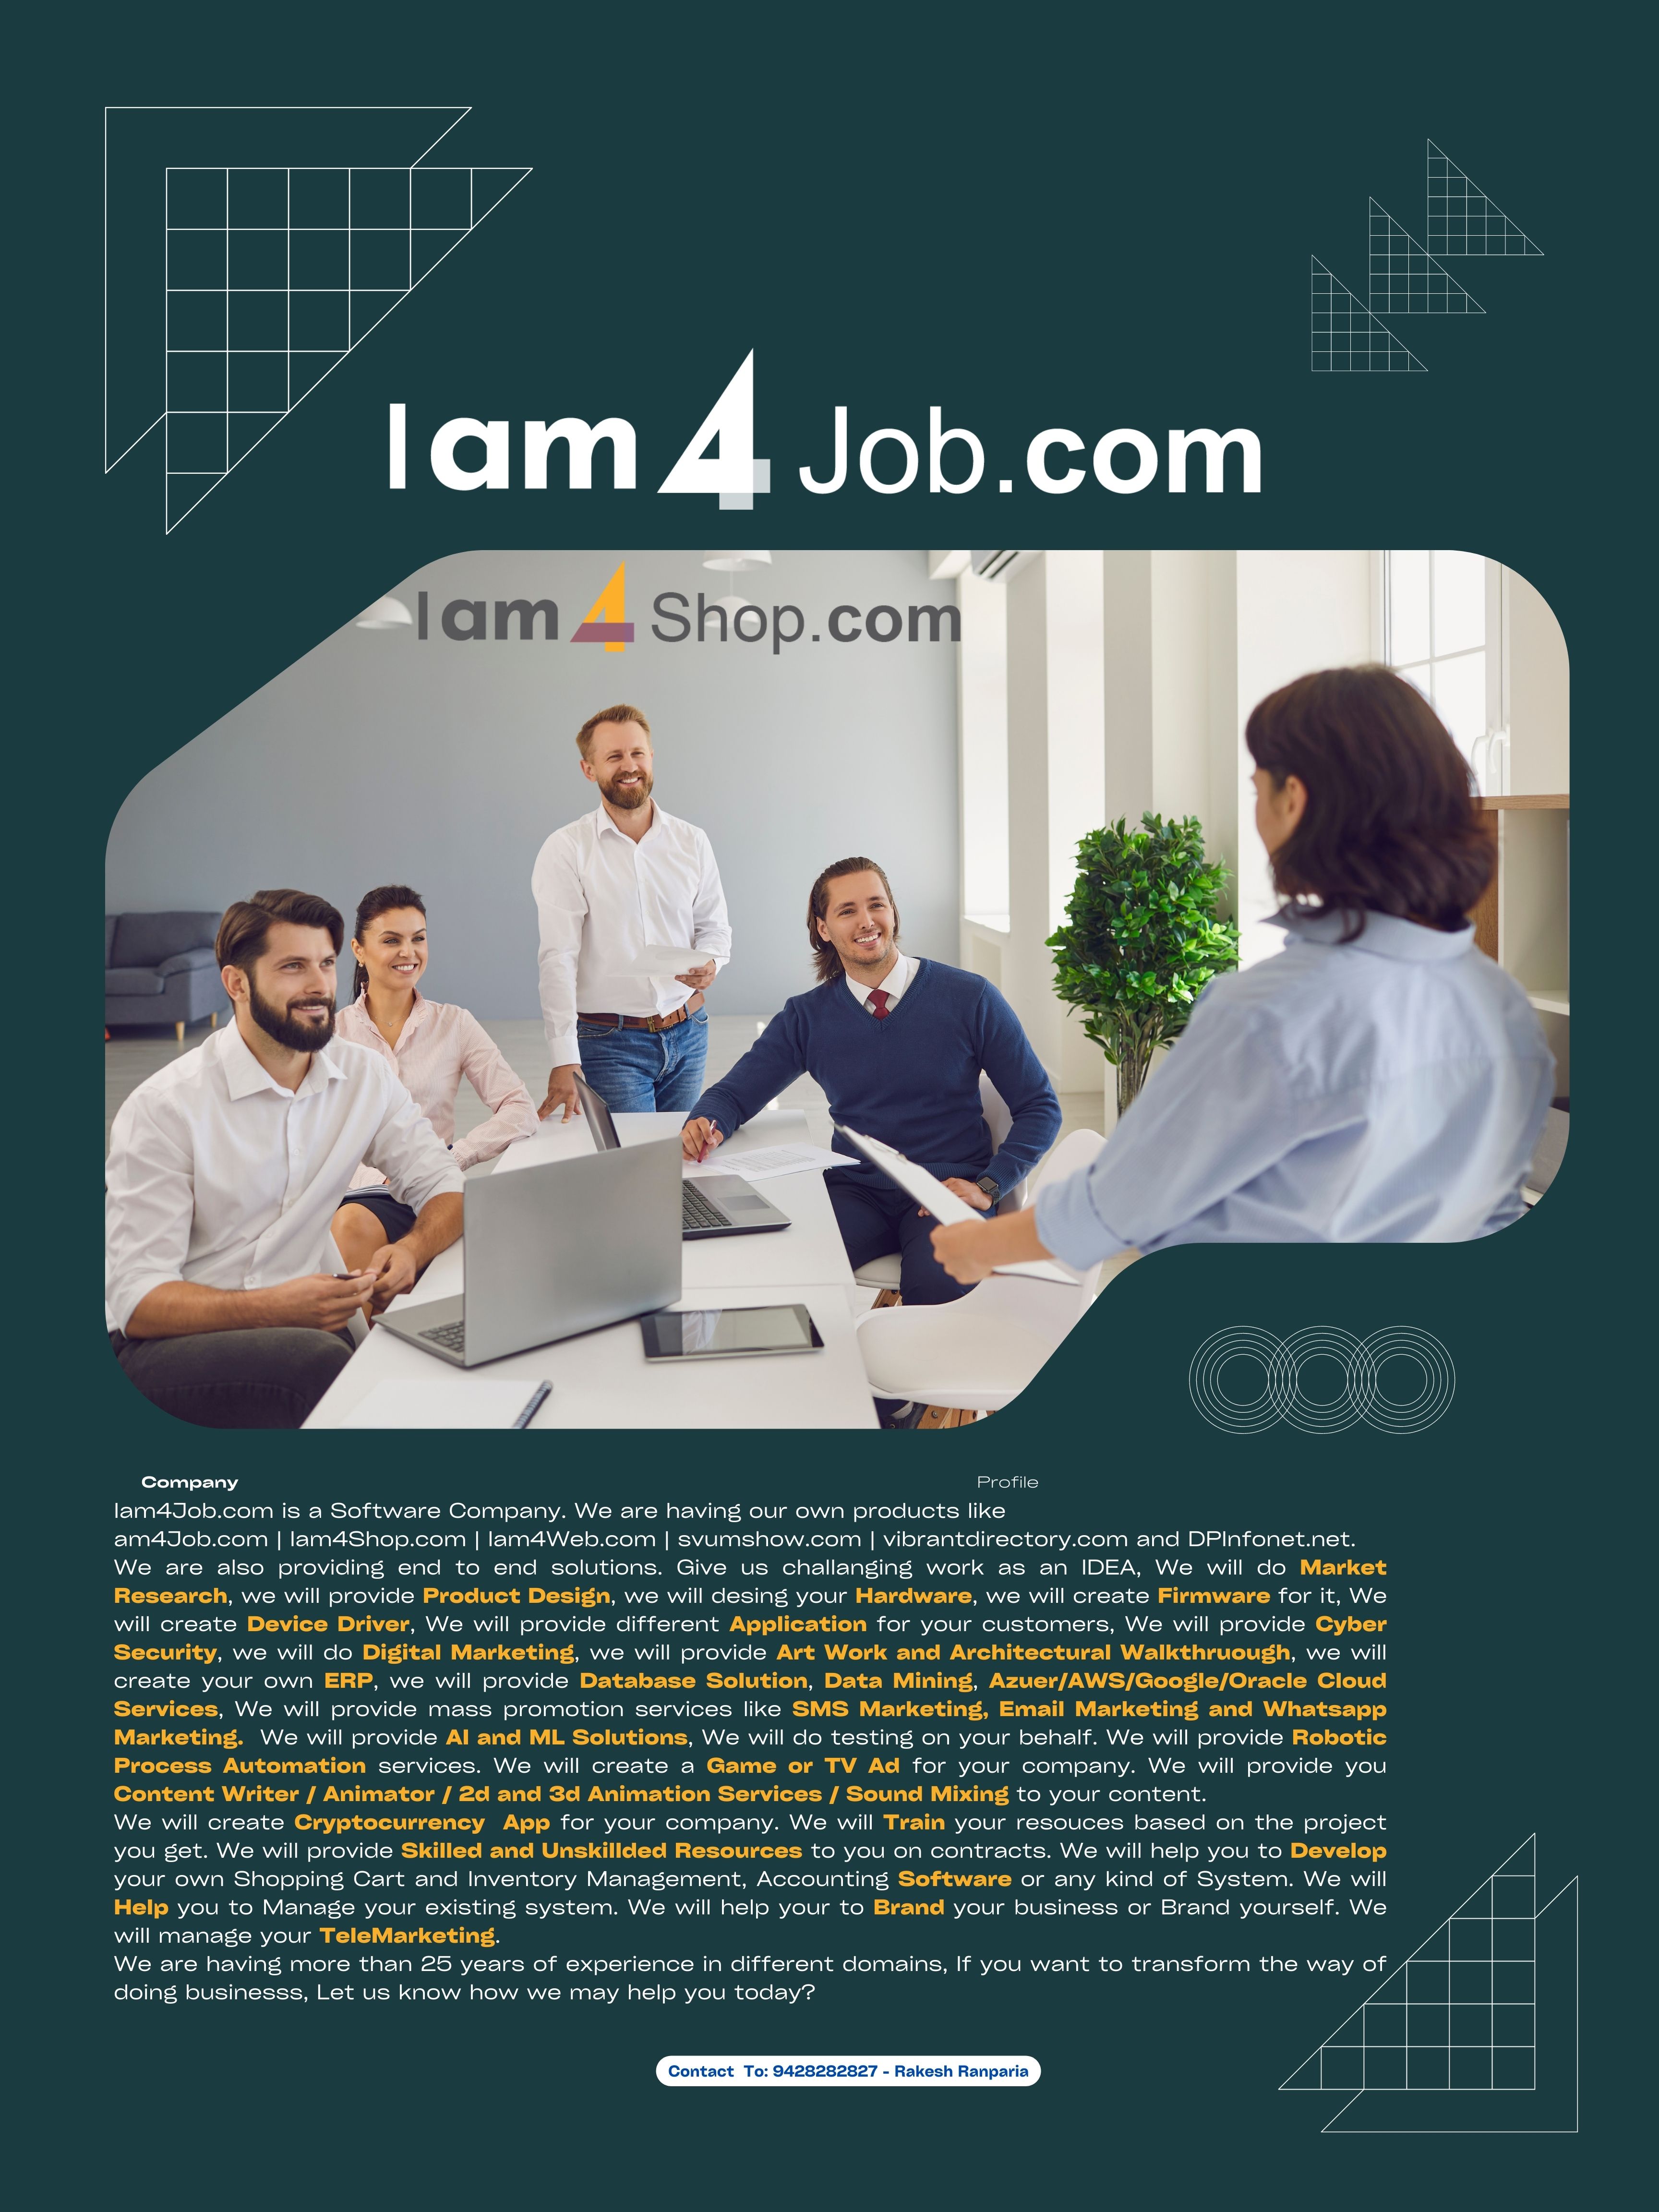 Iam4Job.com
Iam4Shop.com
Company Profile
Iam4Job.com is a Software Company. We are having our own products like
am4Job.com | Iam4Shop.com | Iam4Web.com | svumshow.com | vibrantdirectory.com and DPInfonet.net.
We are also providing end to end solutions. Give us challanging work as an IDEA, We will do Market
Research, we will provide Product Design, we will desing your Hardware, we will create Firmware for it, We
will create Device Driver, We will provide different Application for your customers, We will provide Cyber
Security, we will do Digital Marketing, we will provide Art Work and Architectural Walkthruough, we will
create your own ERP, we will provide Database Solution, Data Mining, Azuer/AWS/Google/Oracle Cloud
Services, We will provide mass promotion services like SMS Marketing, Email Marketing and Whatsapp
Marketing. We will provide AI and ML Solutions, We will do testing on your behalf. We will provide Robotic
Process Automation services. We will create a Game or TV Ad for your company. We will provide you
Content Writer / Animator / 2d and 3d Animation Services / Sound Mixing to your content.
We will create Cryptocurrency App for your company. We will Train your resouces based on the project
you get. We will provide Skilled and Unskillded Resources to you on contracts. We will help you to Develop
your own Shopping Cart and Inventory Management, Accounting Software or any kind of System. We will
Help you to Manage your existing system. We will help your to Brand your business or Brand yourself. We
will manage your TeleMarketing.
We are having more than 25 years of experience in different domains, If you want to transform the way of
doing businesss, Let us know how we may help you today?
Contact To: 9428282827 - Rakesh Ranparia